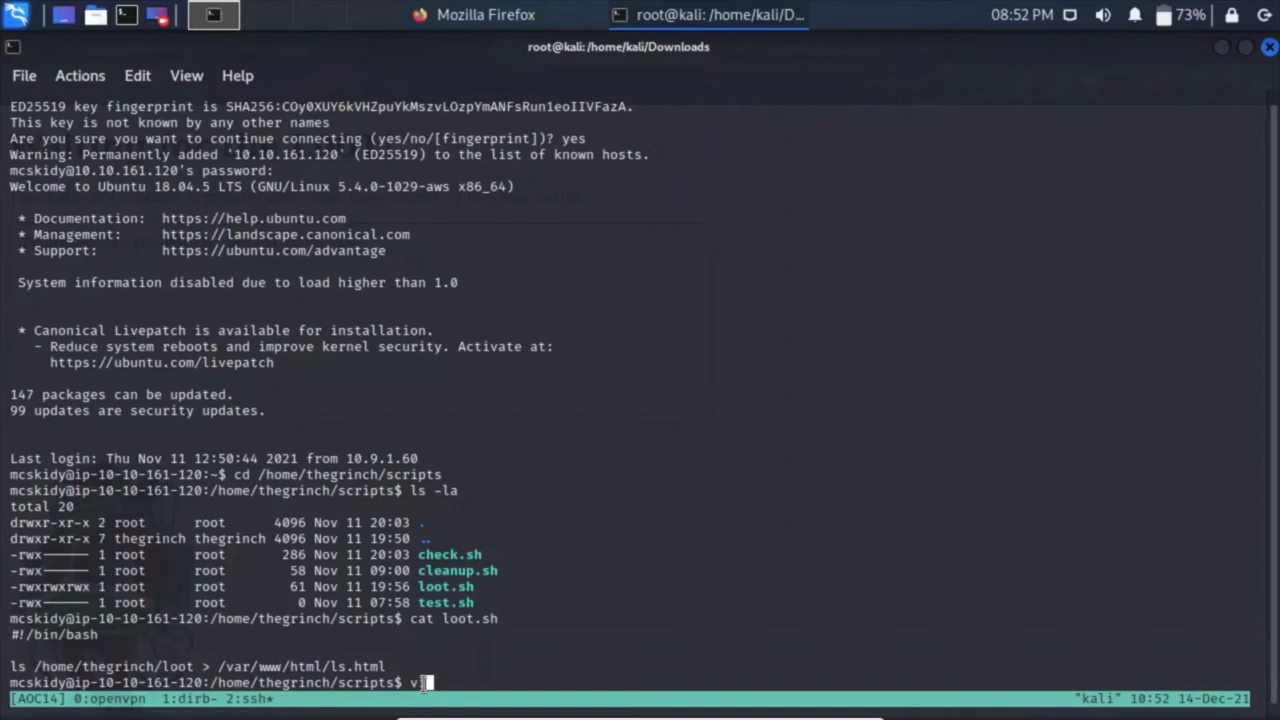 Mozilla Firefox
root@kali: /home/kali/D...
08:52 PM
73%
root@kali: /home/kali/Downloads
File Actions Edit View Help
ED25519 key fingerprint is SHA256:COy0XUY6kVHZpuYkMszvLOzpYmANFsRun1eoIIVFazA.
This key is not known by any other names
Are you sure you want to continue connecting (yes/no/[fingerprint])? yes
Warning: Permanently added '10.10.161.120' (ED25519) to the list of known hosts.
mcskidy@10.10.161.120's password:
Welcome to Ubuntu 18.04.5 LTS (GNU/Linux 5.4.0-1029-aws x86_64)
* Documentation: https://help.ubuntu.com
* Management: https://landscape.canonical.com
* Support: https://ubuntu.com/advantage
System information disabled due to load higher than 1.0
* Canonical Livepatch is available for installation.
- Reduce system reboots and improve kernel security. Activate at:
https://ubuntu.com/livepatch
147 packages can be updated.
99 updates are security updates.
Last login: Thu Nov 11 12:50:44 2021 from 10.9.1.60
mcskidy@ip-10-10-161-120:~$ cd /home/thegrinch/scripts
mcskidy@ip-10-10-161-120:/home/thegrinch/scripts$ ls -la
total 20
drwxr-xr-x 2 root root 4096 Nov 11 20:03 .
drwxr-xr-x 7 thegrinch thegrinch 4096 Nov 11 19:50 ..
-rwx------ 1 root root 286 Nov 11 20:03 check.sh
-rwx------ 1 root root 58 Nov 11 09:00 cleanup.sh
-rwxrwxrwx 1 root root 61 Nov 11 19:56 loot.sh
-rwx------ 1 root root 0 Nov 11 07:58 test.sh
mcskidy@ip-10-10-161-120:/home/thegrinch/scripts$ cat loot.sh
#!/bin/bash
ls /home/thegrinch/loot > /var/www/html/ls.html
mcskidy@ip-10-10-161-120:/home/thegrinch/scripts$ vi
[AOC14] 0:openvpn 1:dirb- 2:ssh* "kali" 10:52 14-Dec-21